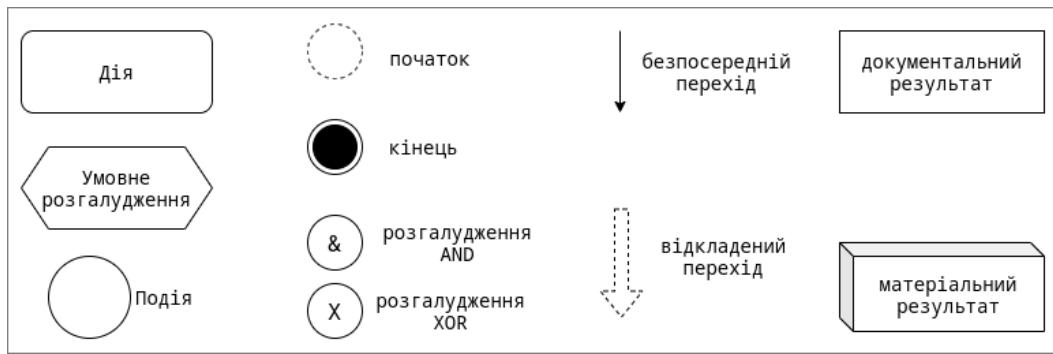 Дія
Умовне
розгалудження
Подія
початок
кінець
&
розгалудження
AND
X
розгалудження
XOR
безпосередній
перехід
відкладений
перехід
документальний
результат
матеріальний
результат